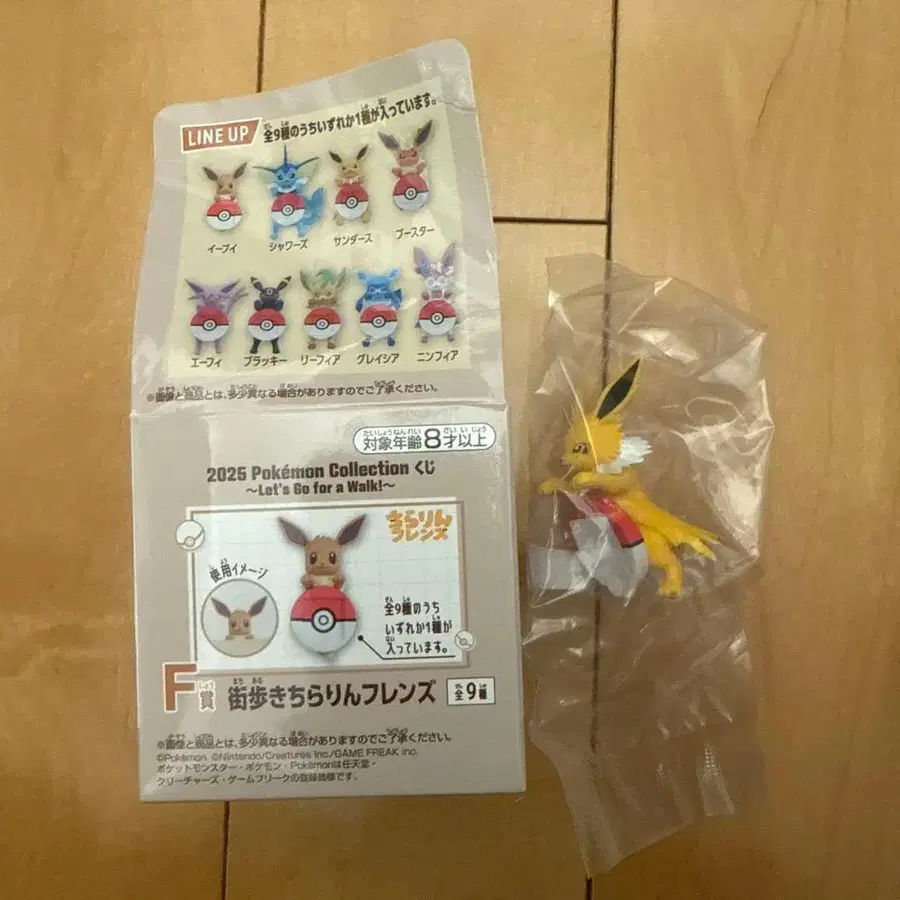 LINE UP
全9種のうちいずれか1種が入っています。
イーブイ
シャワーズ
サンダース
ブースター
エーフィ
ブラッキー
リーフィア
グレイシア
ニンフィア
※画像と商品とは、多少異なる場合がありますのでご了承ください。
対象年齢8才以上
2025 Pokémon Collection くじ
～Let's Go for a Walk!～
ちらりん
フレンズ
使用イメージ
全9種のうち
いずれか1種が
入っています。
F賞 街歩きちらりんフレンズ 全9種
※画像と商品とは、多少異なる場合がありますのでご了承ください。
©Pokémon. ©Nintendo/Creatures Inc./GAME FREAK inc.
ポケットモンスター・ポケモン・Pokémonは任天堂・
クリーチャーズ・ゲームフリークの登録商標です。